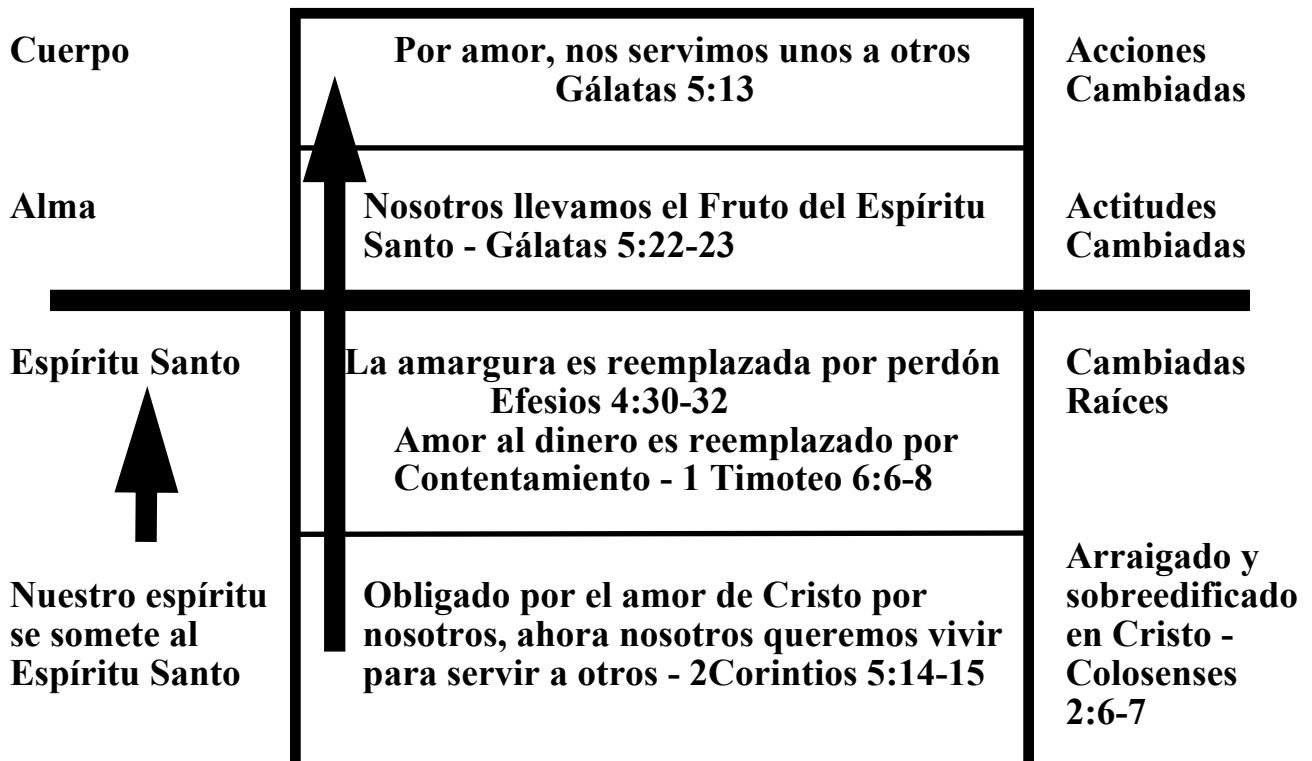 Cuerpo
Por amor, nos servimos unos a otros
Gálatas 5:13
Acciones
Cambiadas
Alma
Nosotros llevamos el Fruto del Espíritu
Santo - Gálatas 5:22-23
Actitudes
Cambiadas
Espíritu Santo
La amargura es reemplazada por perdón
Efesios 4:30-32
Amor al dinero es reemplazado por
Contentamiento - 1 Timoteo 6:6-8
Cambiadas
Raíces
Nuestro espíritu
se somete al
Espíritu Santo
Obligado por el amor de Cristo por
nosotros, ahora nosotros queremos vivir
para servir a otros - 2Corintios 5:14-15
Arraigado y
sobreedificado
en Cristo -
Colosenses
2:6-7